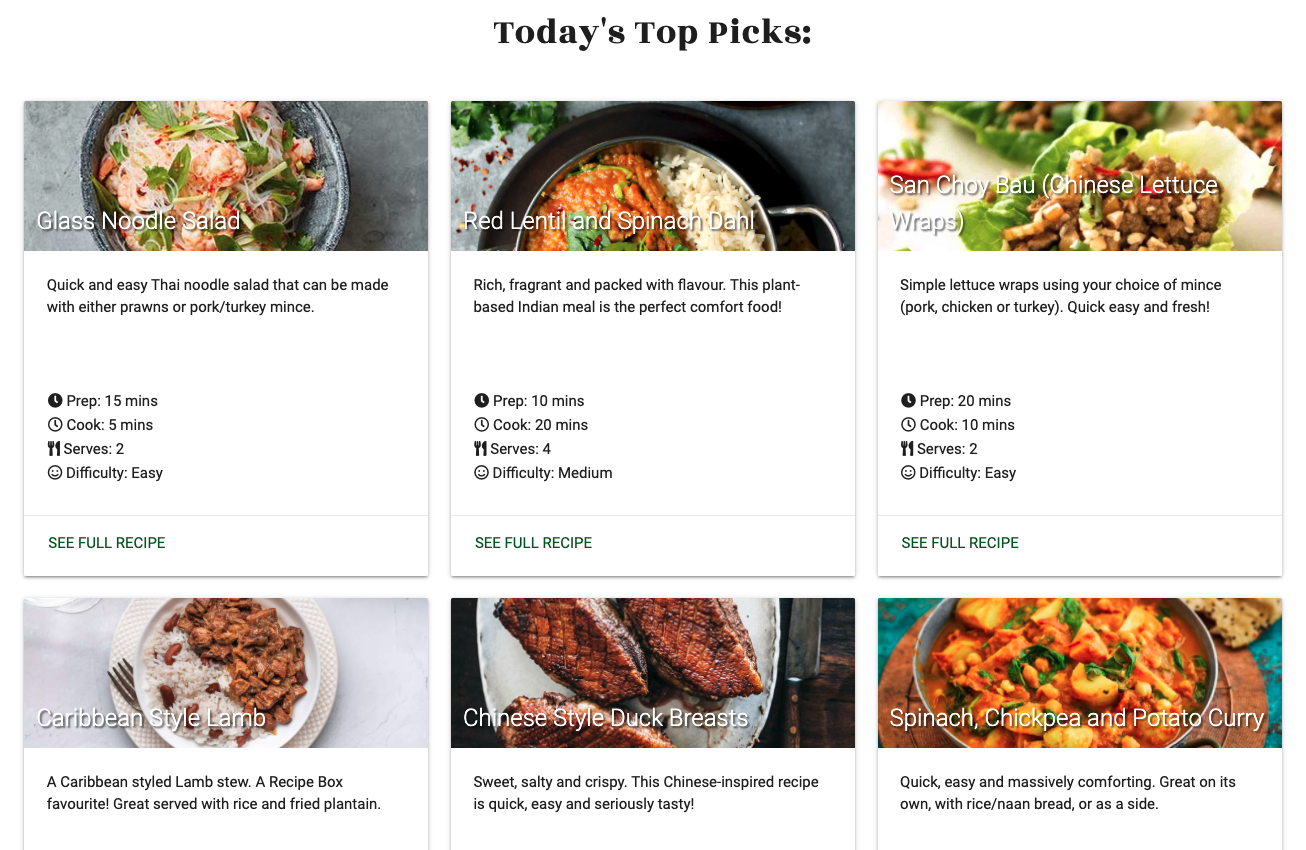 Today's Top Picks:
Glass Noodle Salad
Quick and easy Thai noodle salad that can be made
with either prawns or pork/turkey mince.
Prep: 15 mins
Cook: 5 mins
Serves: 2
Difficulty: Easy
SEE FULL RECIPE
Red Lentil and Spinach Dahl
Rich, fragrant and packed with flavour. This plant-
based Indian meal is the perfect comfort food!
Prep: 10 mins
Cook: 20 mins
Serves: 4
Difficulty: Medium
SEE FULL RECIPE
San Choy Bau (Chinese Lettuce
Wraps)
Simple lettuce wraps using your choice of mince
(pork, chicken or turkey). Quick easy and fresh!
Prep: 20 mins
Cook: 10 mins
Serves: 2
Difficulty: Easy
SEE FULL RECIPE
Caribbean Style Lamb
A Caribbean styled Lamb stew. A Recipe Box
favourite! Great served with rice and fried plantain.
Chinese Style Duck Breasts
Sweet, salty and crispy. This Chinese-inspired recipe
is quick, easy and seriously tasty!
Spinach, Chickpea and Potato Curry
Quick, easy and massively comforting. Great on its
own, with rice/naan bread, or as a side.